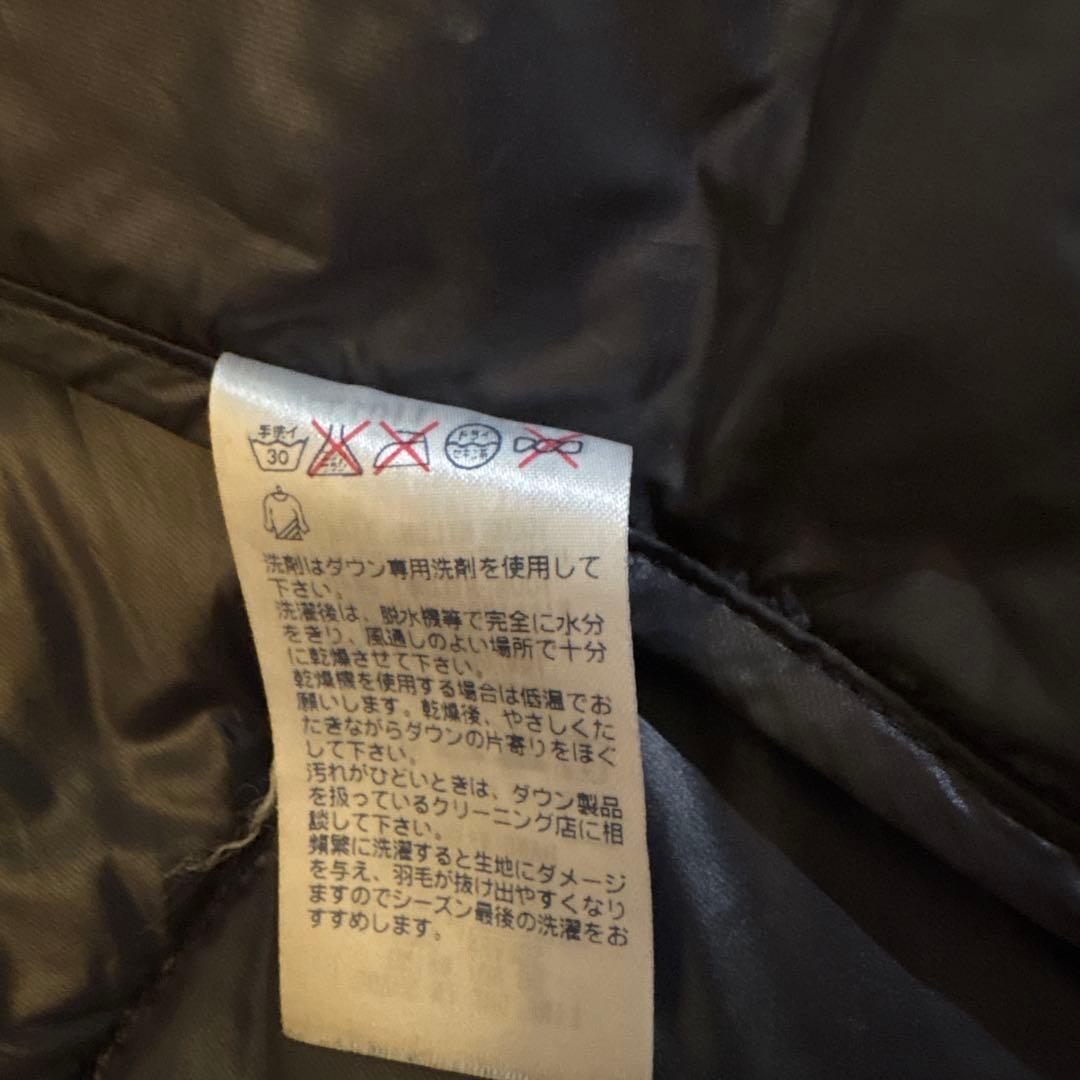 手洗イ
30
ドライ
セキユ系
洗剤はダウン専用洗剤を使用して
下さい。
洗濯後は、脱水機等で完全に水分
をきり、風通しのよい場所で十分
に乾燥させて下さい。
乾燥機を使用する場合は低温でお
願いします。乾燥後、やさしくた
たきながらダウンの片寄りをほぐ
して下さい。
汚れがひどいときは、ダウン製品
を扱っているクリーニング店に相
談して下さい。
頻繁に洗濯すると生地にダメージ
を与え、羽毛が抜け出やすくなり
ますのでシーズン最後の洗濯をお
すすめします。